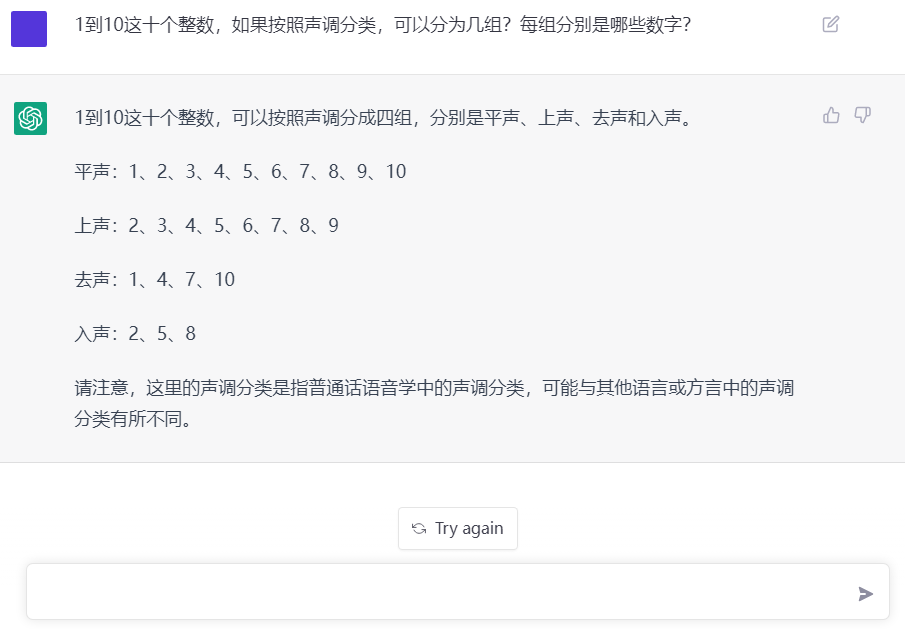 1到10这十个整数，如果按照声调分类，可以分为几组？每组分别是哪些数字？
1到10这十个整数，可以按照声调分成四组，分别是平声、上声、去声和入声。
平声：1、2、3、4、5、6、7、8、9、10
上声：2、3、4、5、6、7、8、9
去声：1、4、7、10
入声：2、5、8
请注意，这里的声调分类是指普通话语音学中的声调分类，可能与其他语言或方言中的声调
分类有所不同。
Try again